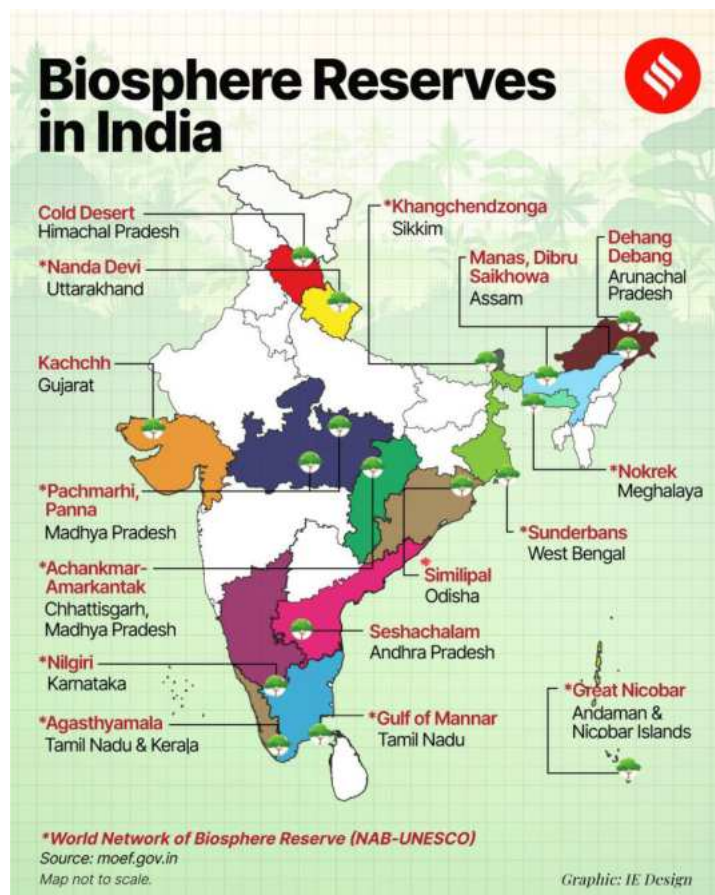 Biosphere Reserves
in India
Cold Desert
Himachal Pradesh
*Nanda Devi
Uttarakhand
Kachchh
Gujarat
*Pachmarhi,
Panna
Madhya Pradesh
*Achankmar-
Amarkantak
Chhattisgarh,
Madhya Pradesh
*Nilgiri
Karnataka
*Agasthyamala
Tamil Nadu & Kerala
*Khangchendzonga
Sikkim
Manas, Dibru
Saikhowa
Assam
Dehang
Debang
Arunachal
Pradesh
*Nokrek
Meghalaya
*Sunderbans
West Bengal
*Similipal
Odisha
Seshachalam
Andhra Pradesh
*Gulf of Mannar
Tamil Nadu
*Great Nicobar
Andaman &
Nicobar Islands
*World Network of Biosphere Reserve (NAB-UNESCO)
Source: moef.gov.in
Map not to scale.
Graphic: IE Design